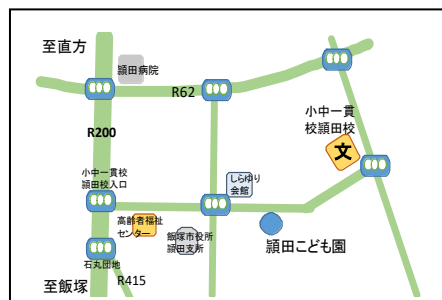 至直方
頴田病院
R62
小中一貫
校頴田校
文
R200
小中一貫校
頴田校入口
しらゆり
会館
高齢者福祉
センター
飯塚市役所
頴田支所
頴田こども園
石丸団地
至飯塚
R415